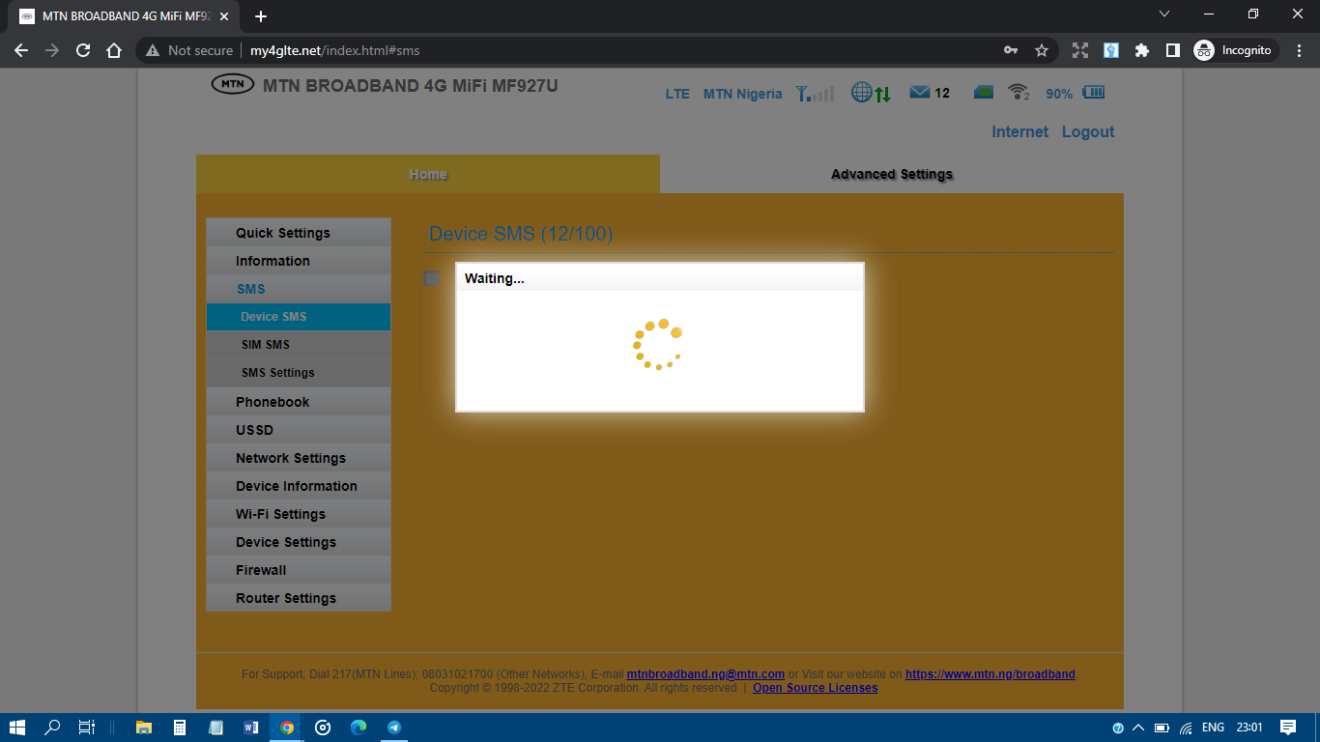 MTN BROADBAND 4G MiFi MF92
Not secure | my4glte.net/index.html#sms
Incognito
MTN
MTN BROADBAND 4G MiFi MF927U
LTE MTN Nigeria 12 2 90%
Internet Logout
Home
Advanced Settings
Quick Settings
Information
SMS
Device SMS
SIM SMS
SMS Settings
Phonebook
USSD
Network Settings
Device Information
Wi-Fi Settings
Device Settings
Firewall
Router Settings
Device SMS (12/100)
Waiting...
For Support, Dial 217(MTN Lines); 08031021700 (Other Networks), E-mail mtnbroadband.ng@mtn.com or Visit our website on https://www.mtn.ng/broadband
Copyright © 1998-2022 ZTE Corporation. All rights reserved | Open Source Licenses
ENG 23:01